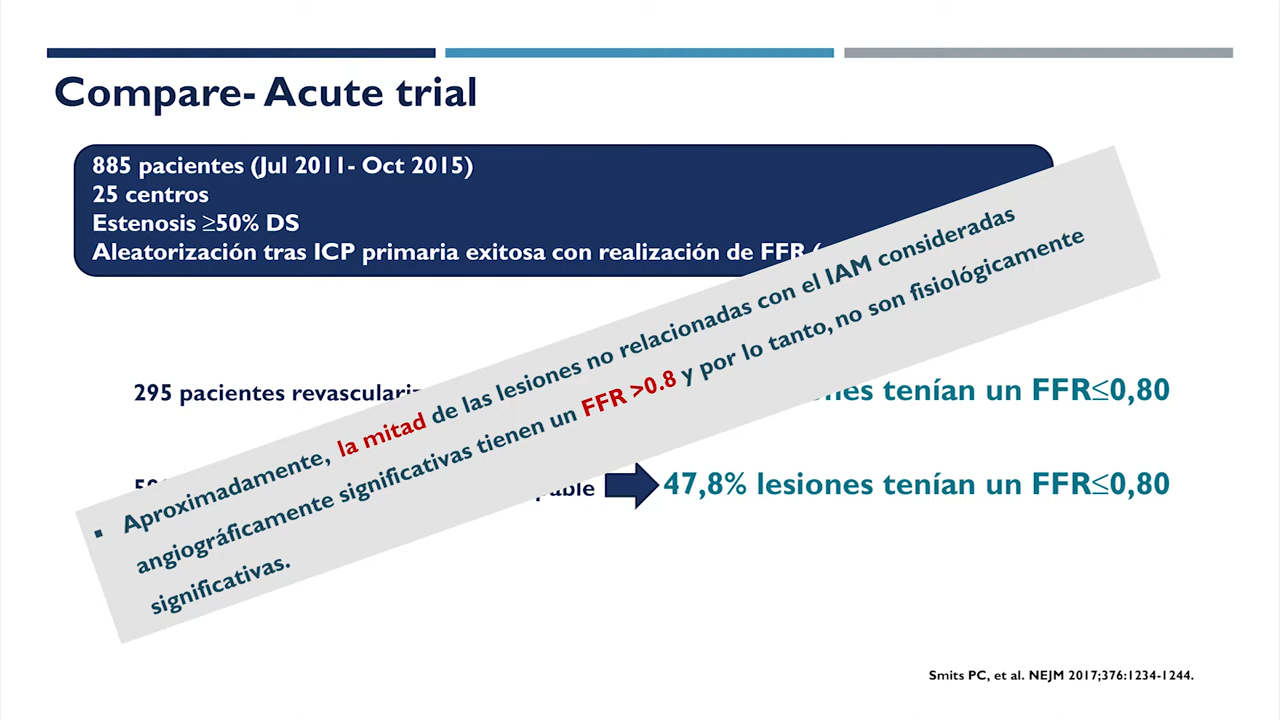 Compare- Acute trial
885 pacientes (Jul 2011- Oct 2015)
25 centros
Estenosis ≥50% DS
Aleatorización tras ICP primaria exitosa con realización de FFR
295 pacientes
tenían un FFR≤0,80
47,8% lesiones tenían un FFR≤0,80
▪ Aproximadamente, la mitad de las lesiones no relacionadas con el IAM consideradas
angiográficamente significativas tienen un FFR >0.8 y por lo tanto, no son fisiológicamente
significativas.
Smits PC, et al. NEJM 2017;376:1234-1244.